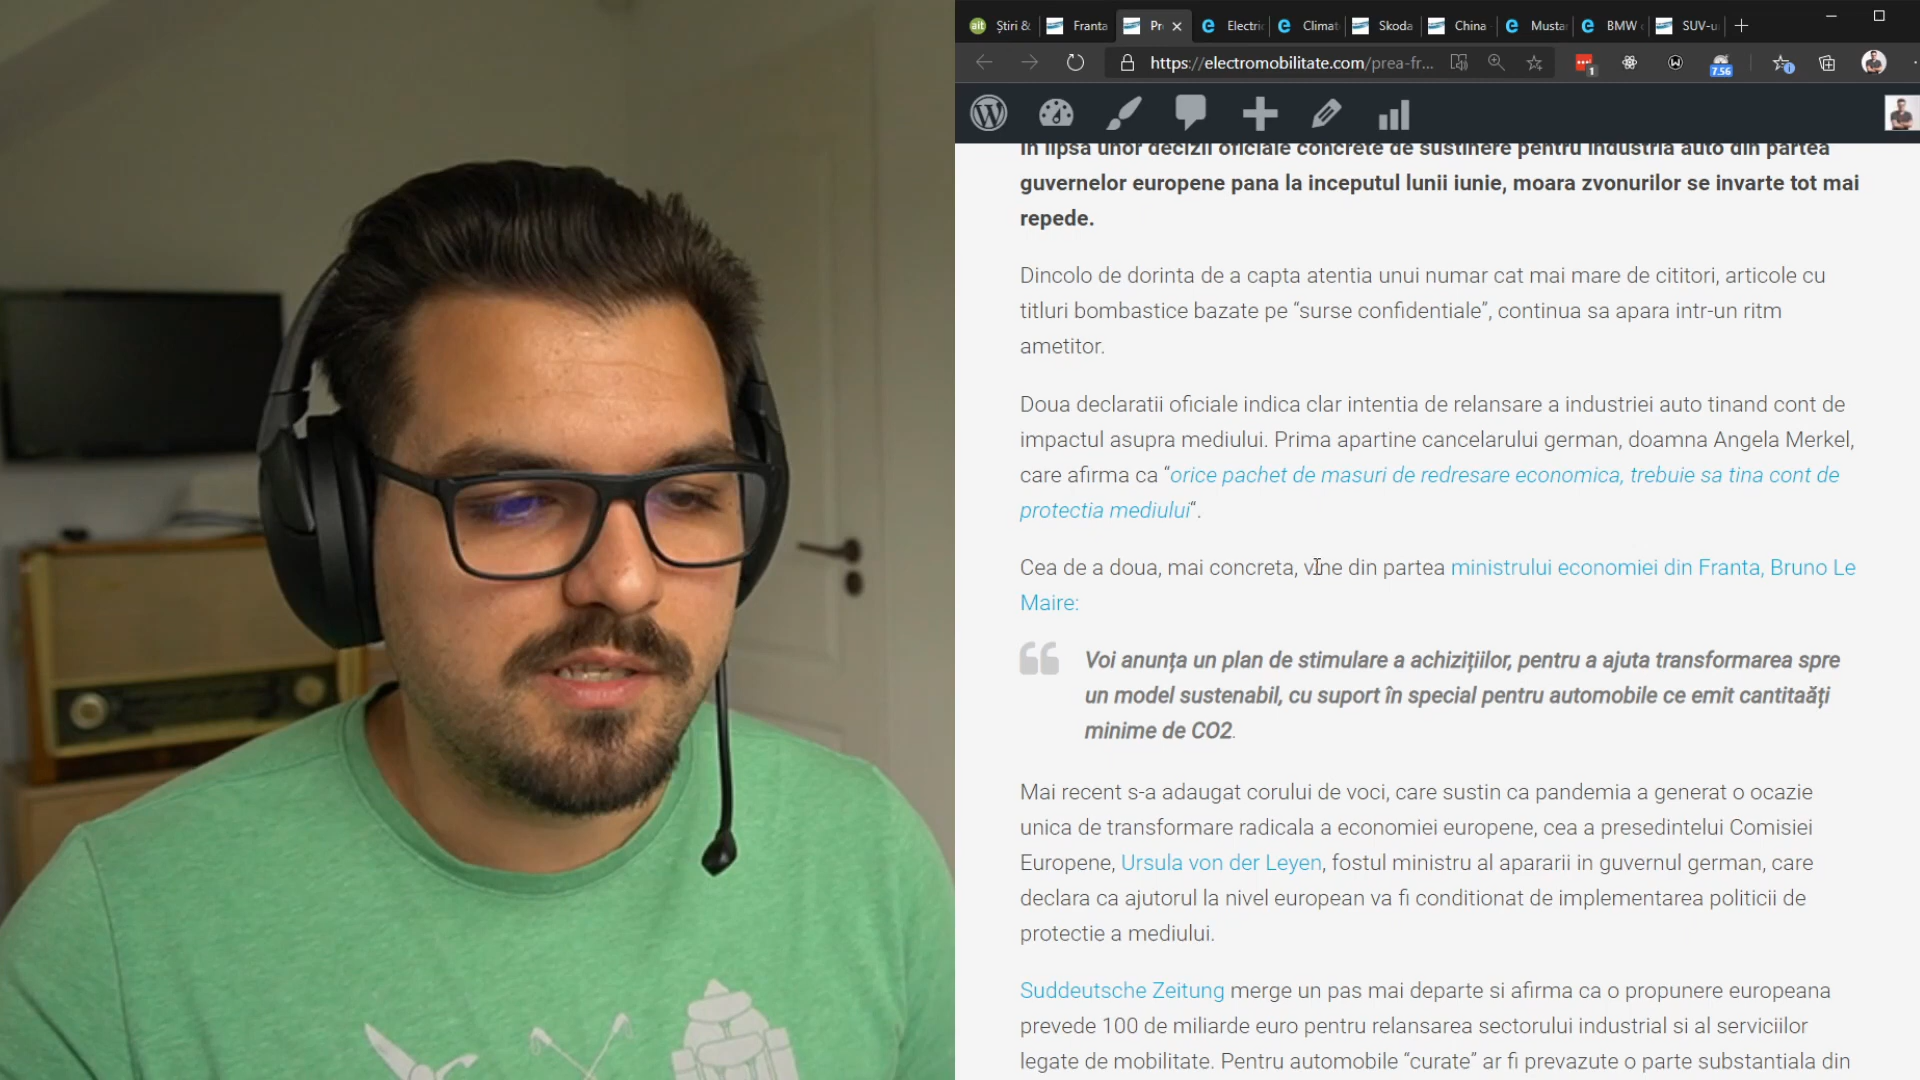 Știri &
Franta
Pr
Electric
Climat
Skoda
China
Musta
BMW
SUV-u
https://electromobilitate.com/prea-fr...
1
7.56
In lipsa unor decizii oficiale concrete de sustinere pentru industria auto din partea
guvernelor europene pana la inceputul lunii iunie, moara zvonurilor se invarte tot mai
repede.
Dincolo de dorinta de a capta atentia unui numar cat mai mare de cititori, articole cu
titluri bombastice bazate pe “surse confidentiale”, continua sa apara intr-un ritm
ametitor.
Doua declaratii oficiale indica clar intentia de relansare a industriei auto tinand cont de
impactul asupra mediului. Prima apartine cancelarului german, doamna Angela Merkel,
care afirma ca “orice pachet de masuri de redresare economica, trebuie sa tina cont de
protectia mediului“.
Cea de a doua, mai concreta, vine din partea ministrului economiei din Franta, Bruno Le
Maire:
Voi anunța un plan de stimulare a achizițiilor, pentru a ajuta transformarea spre
un model sustenabil, cu suport în special pentru automobile ce emit cantitaăți
minime de CO2.
Mai recent s-a adaugat corului de voci, care sustin ca pandemia a generat o ocazie
unica de transformare radicala a economiei europene, cea a presedintelui Comisiei
Europene, Ursula von der Leyen, fostul ministru al apararii in guvernul german, care
declara ca ajutorul la nivel european va fi conditionat de implementarea politicii de
protectie a mediului.
Suddeutsche Zeitung merge un pas mai departe si afirma ca o propunere europeana
prevede 100 de miliarde euro pentru relansarea sectorului industrial si al serviciilor
legate de mobilitate. Pentru automobile “curate” ar fi prevazute o parte substantiala din